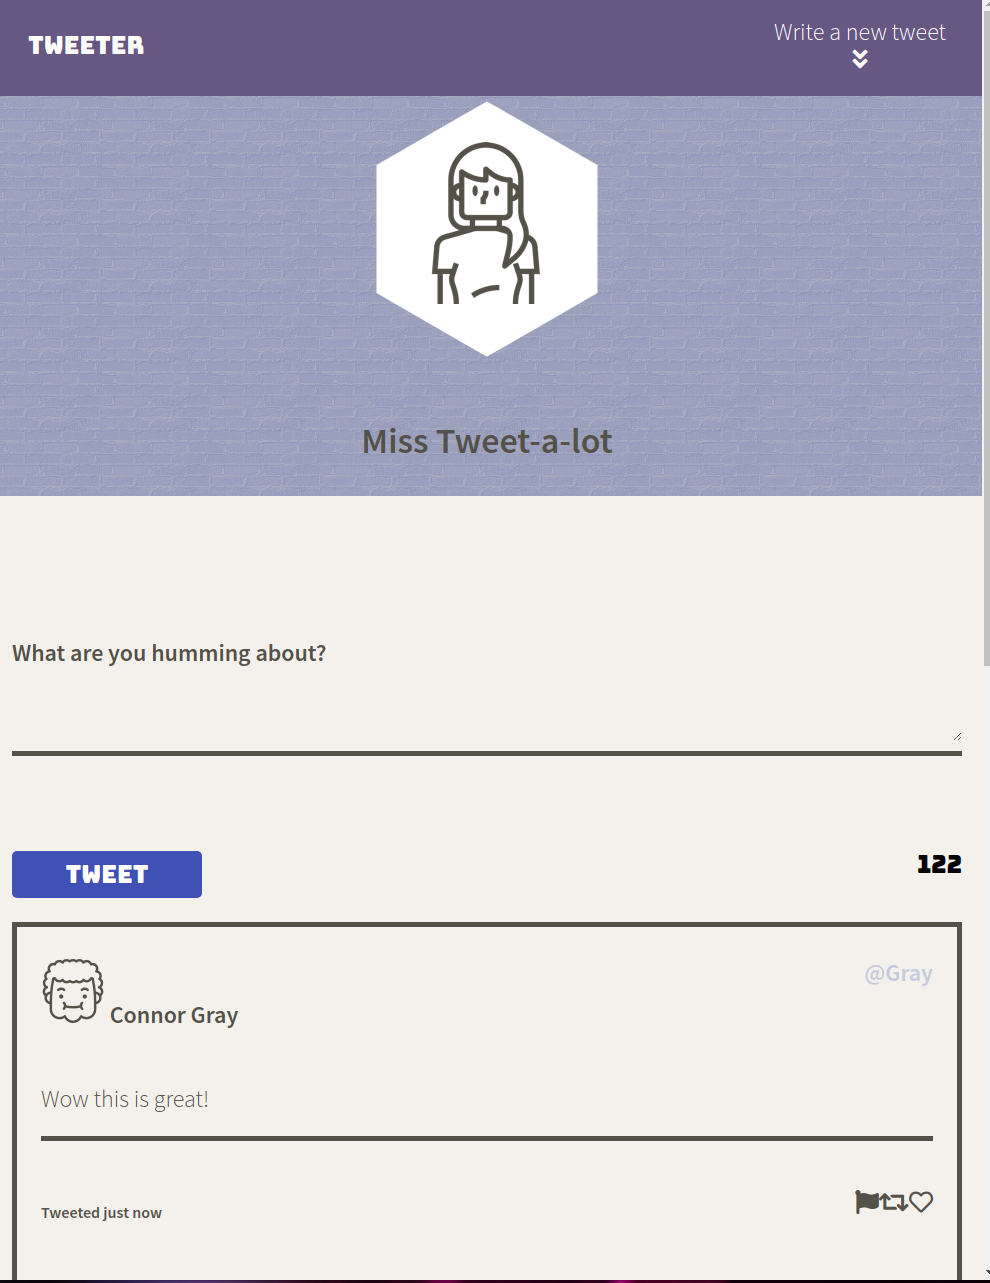 TWEETER
Write a new tweet
Miss Tweet-a-lot
What are you humming about?
TWEET
122
@Gray
Connor Gray
Wow this is great!
Tweeted just now